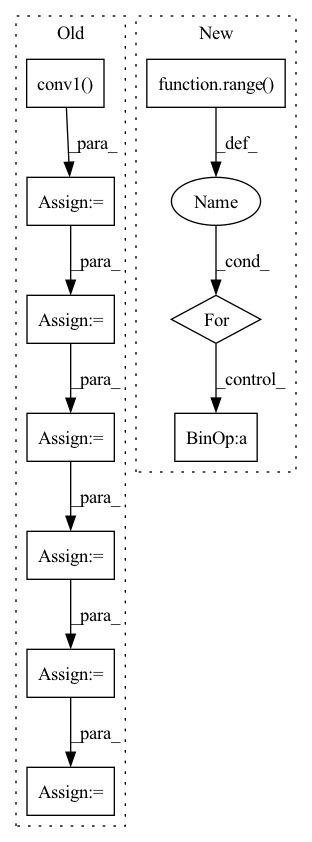 Old
conv1()
_para_
Assign:=
_para_
Assign:=
_para_
Assign:=
_para_
Assign:=
_para_
Assign:=
_para_
Assign:=
New
function.range()
_def_
Name
_cond_
For
_control_
BinOp:a